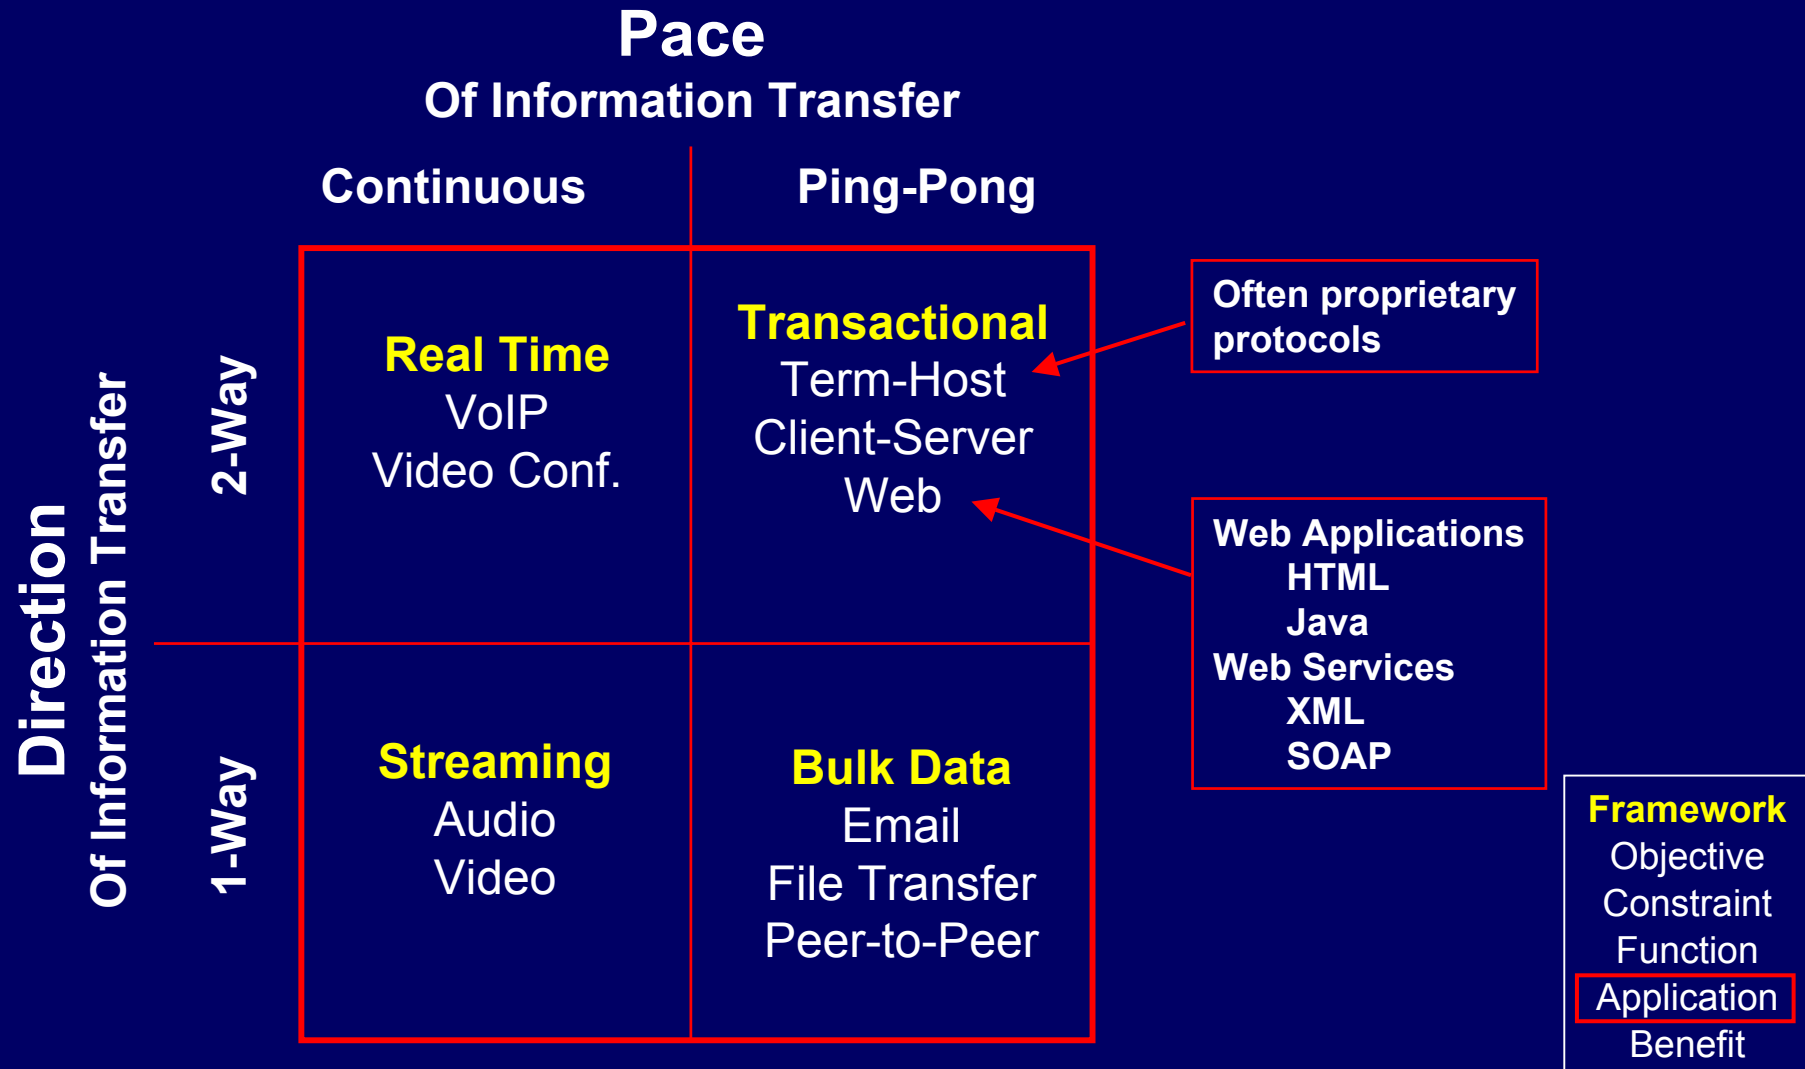 Pace
Of Information Transfer
Continuous
Ping-Pong
Direction
Of Information Transfer
2-Way
1-Way
Real Time
VoIP
Video Conf.
Transactional
Term-Host
Client-Server
Web
Streaming
Audio
Video
Bulk Data
Email
File Transfer
Peer-to-Peer
Often proprietary
protocols
Web Applications
HTML
Java
Web Services
XML
SOAP
Framework
Objective
Constraint
Function
Application
Benefit